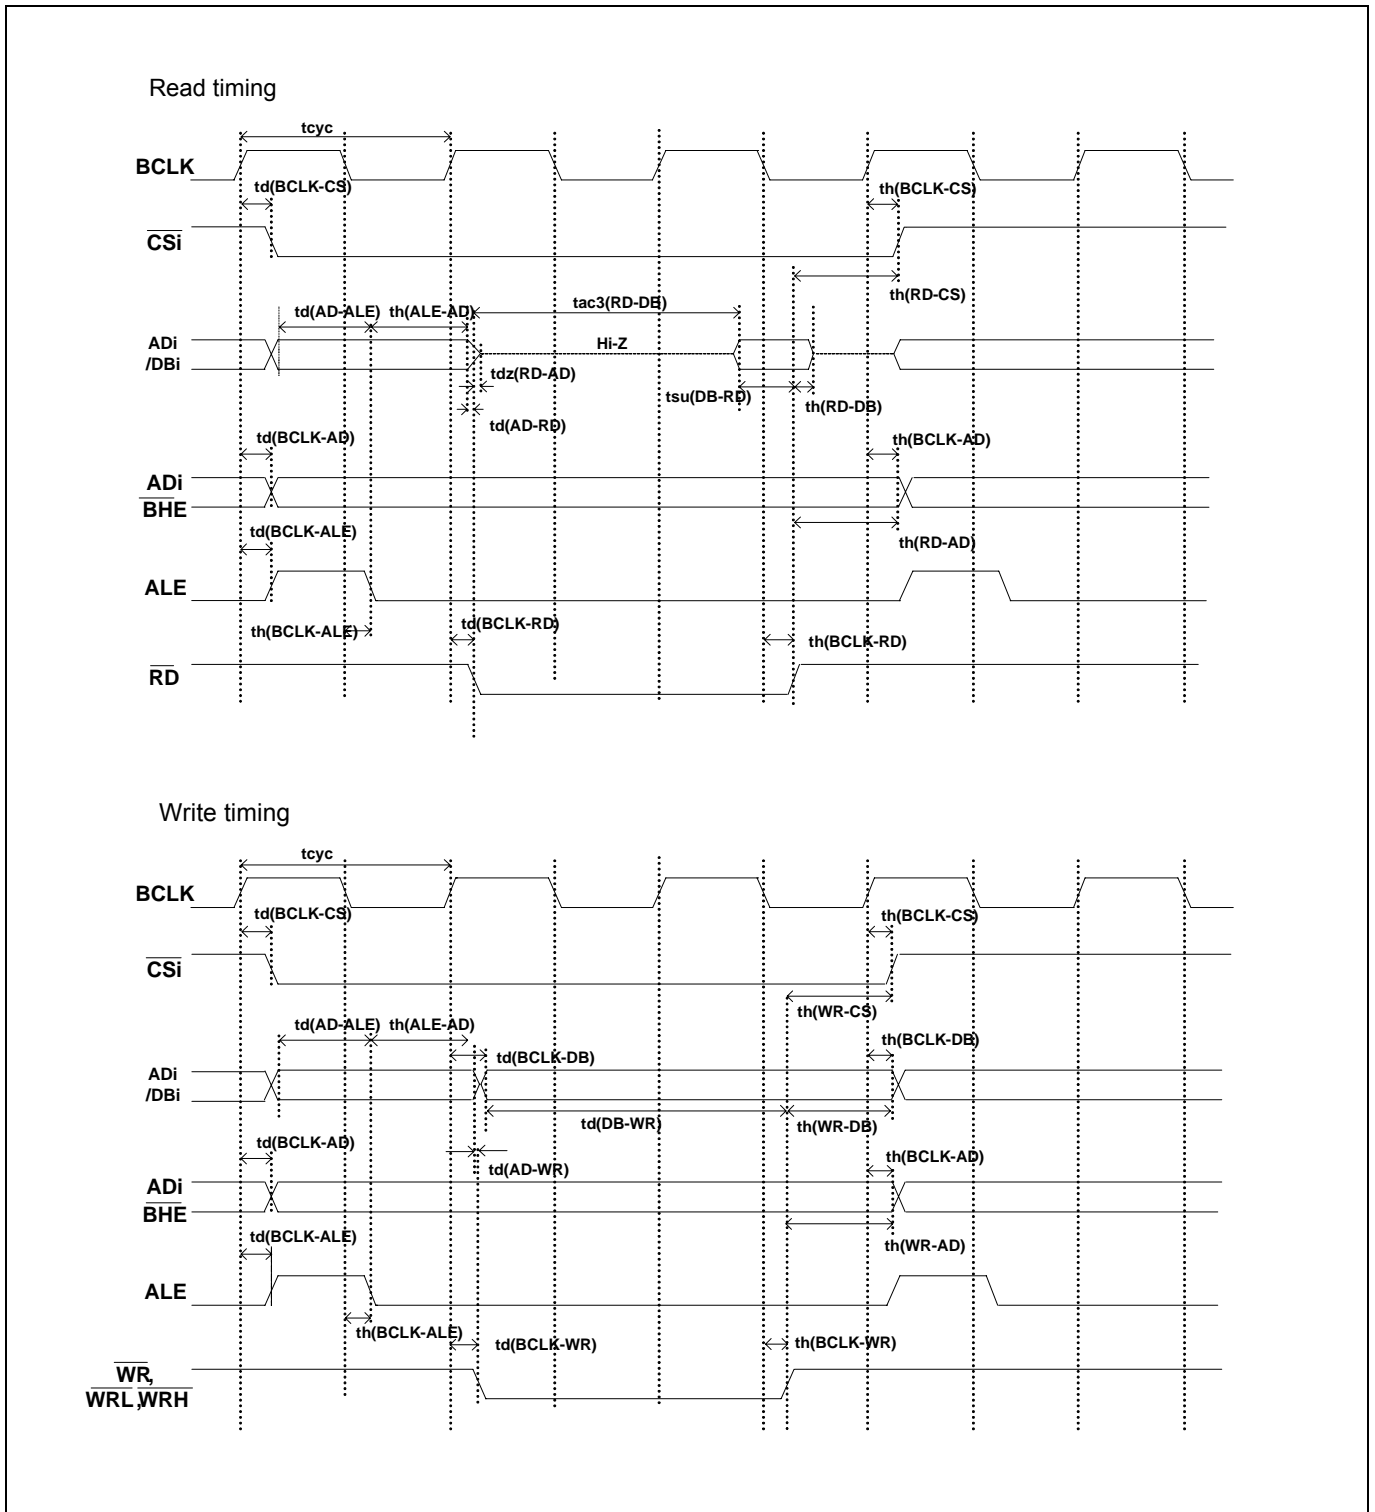 Read timing
tcyc
BCLK
td(BCLK-CS)
th(BCLK-CS)
CSi
th(RD-CS)
tac3(RD-DB)
td(AD-ALE) th(ALE-AD)
ADi
/DBi
Hi-Z
tdz(RD-AD)
tsu(DB-RD)
th(RD-DB)
td(AD-RD)
td(BCLK-AD)
th(BCLK-AD)
ADi
BHE
td(BCLK-ALE)
th(RD-AD)
ALE
th(BCLK-ALE)
td(BCLK-RD)
th(BCLK-RD)
RD
Write timing
tcyc
BCLK
td(BCLK-CS)
th(BCLK-CS)
CSi
th(WR-CS)
td(AD-ALE) th(ALE-AD)
th(BCLK-DB)
td(BCLK-DB)
ADi
/DBi
td(DB-WR)
th(WR-DB)
td(BCLK-AD)
th(BCLK-AD)
td(AD-WR)
ADi
BHE
td(BCLK-ALE)
th(WR-AD)
ALE
th(BCLK-ALE)
td(BCLK-WR)
th(BCLK-WR)
WR,
WRL,WRH